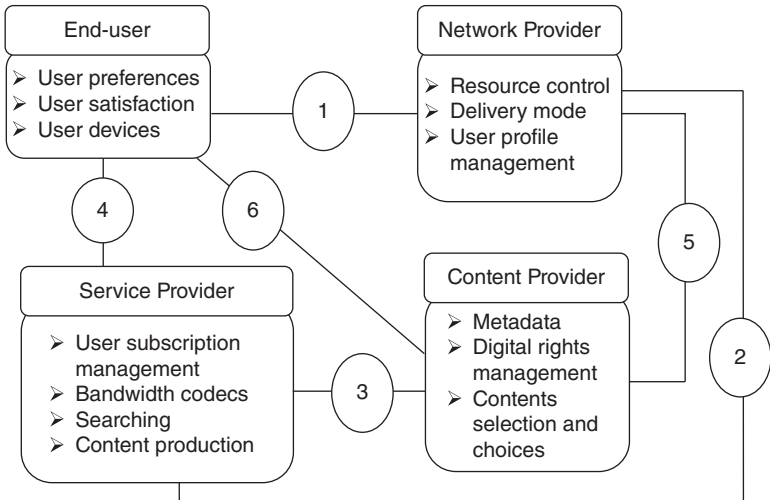 End-user
➢ User preferences
➢ User satisfaction
➢ User devices
1
Network Provider
➢ Resource control
➢ Delivery mode
➢ User profile
management
4
6
5
Service Provider
➢ User subscription
management
➢ Bandwidth codecs
➢ Searching
➢ Content production
3
Content Provider
➢ Metadata
➢ Digital rights
management
➢ Contents
selection and
choices
2